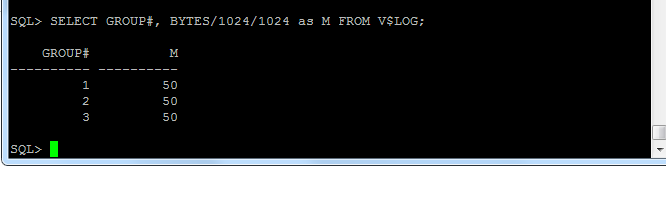 SQL> SELECT GROUP#, BYTES/1024/1024 as M FROM V$LOG;
    GROUP#          M
---------- ----------
         1         50
         2         50
         3         50
SQL>